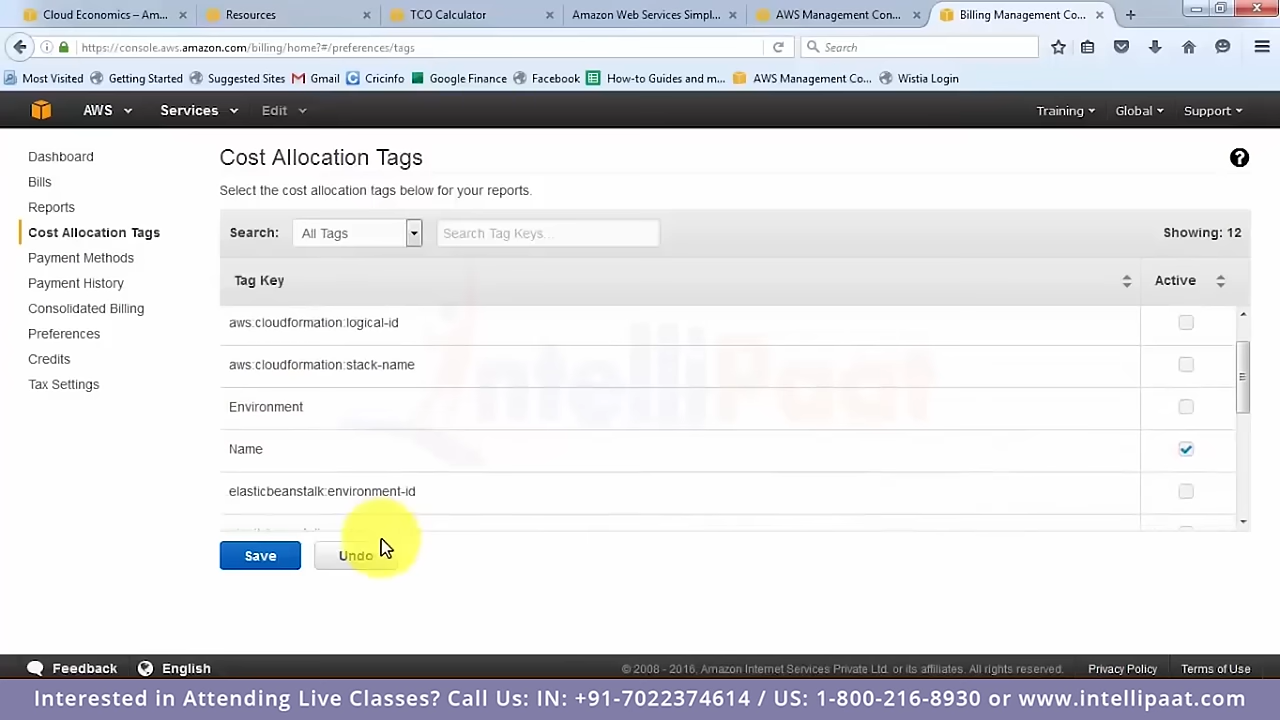 Cloud Economics – Am...
Resources
TCO Calculator
Amazon Web Services Simpl...
AWS Management Con...
Billing Management Co...
https://console.aws.amazon.com/billing/home?#/preferences/tags
Search
Most Visited
Getting Started
Suggested Sites
Gmail
Cricinfo
Google Finance
Facebook
How-to Guides and m...
AWS Management Co...
Wistia Login
AWS
Services
Edit
Training
Global
Support
Dashboard
Bills
Reports
Cost Allocation Tags
Payment Methods
Payment History
Consolidated Billing
Preferences
Credits
Tax Settings
Cost Allocation Tags
Select the cost allocation tags below for your reports.
Search:
All Tags
Search Tag Keys...
Showing: 12
Tag Key
Active
aws:cloudformation:logical-id
aws:cloudformation:stack-name
Environment
Name
elasticbeanstalk:environment-id
IntelliPaat
Save
Undo
Feedback
English
© 2008 - 2016, Amazon Internet Services Private Ltd. or its affiliates. All rights reserved.
Privacy Policy
Terms of Use
Interested in Attending Live Classes? Call Us: IN: +91-7022374614 / US: 1-800-216-8930 or www.intellipaat.com